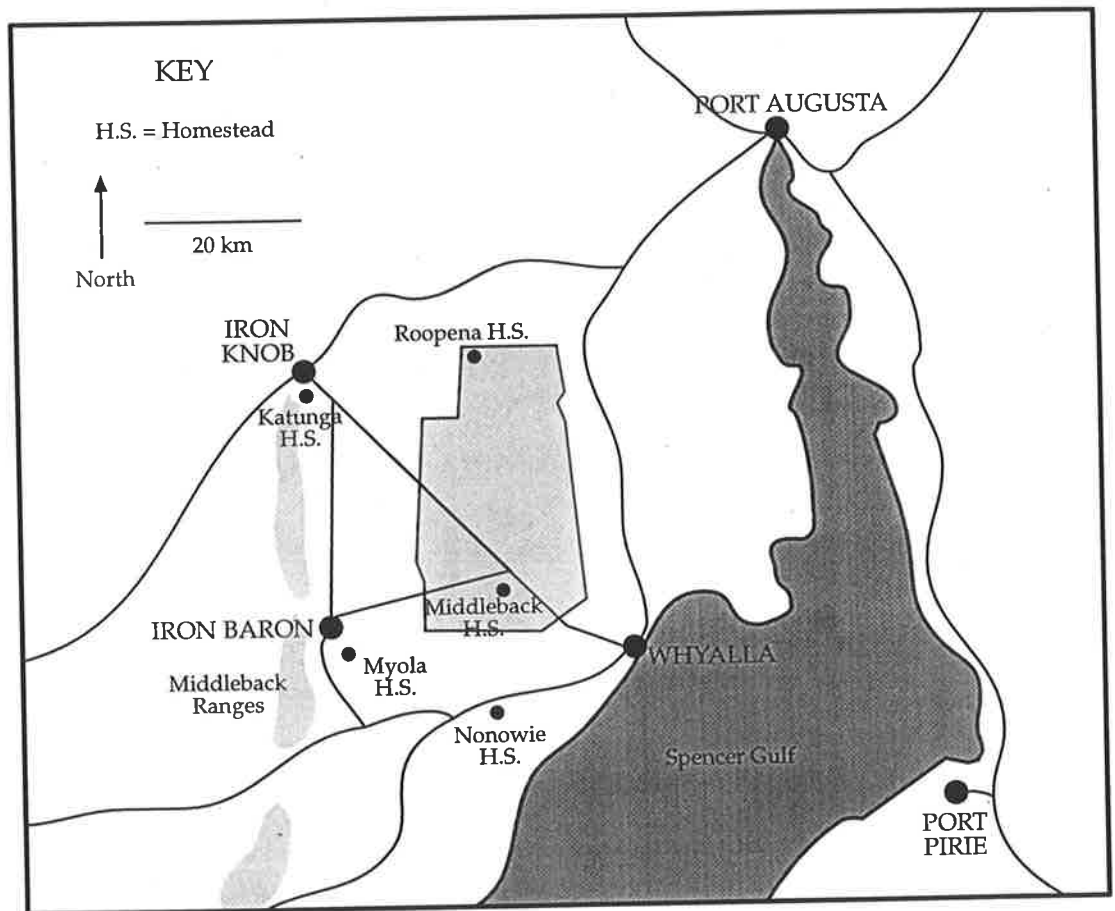 KEY
H.S. = Homestead
20 km
North
PORT AUGUSTA
IRON
KNOB
Roopena H.S.
Katunga
H.S.
IRON BARON
Middleback
H.S.
Myola
H.S.
WHYALLA
Middleback
Ranges
Nonowie
H.S.
Spencer Gulf
PORT
PIRIE